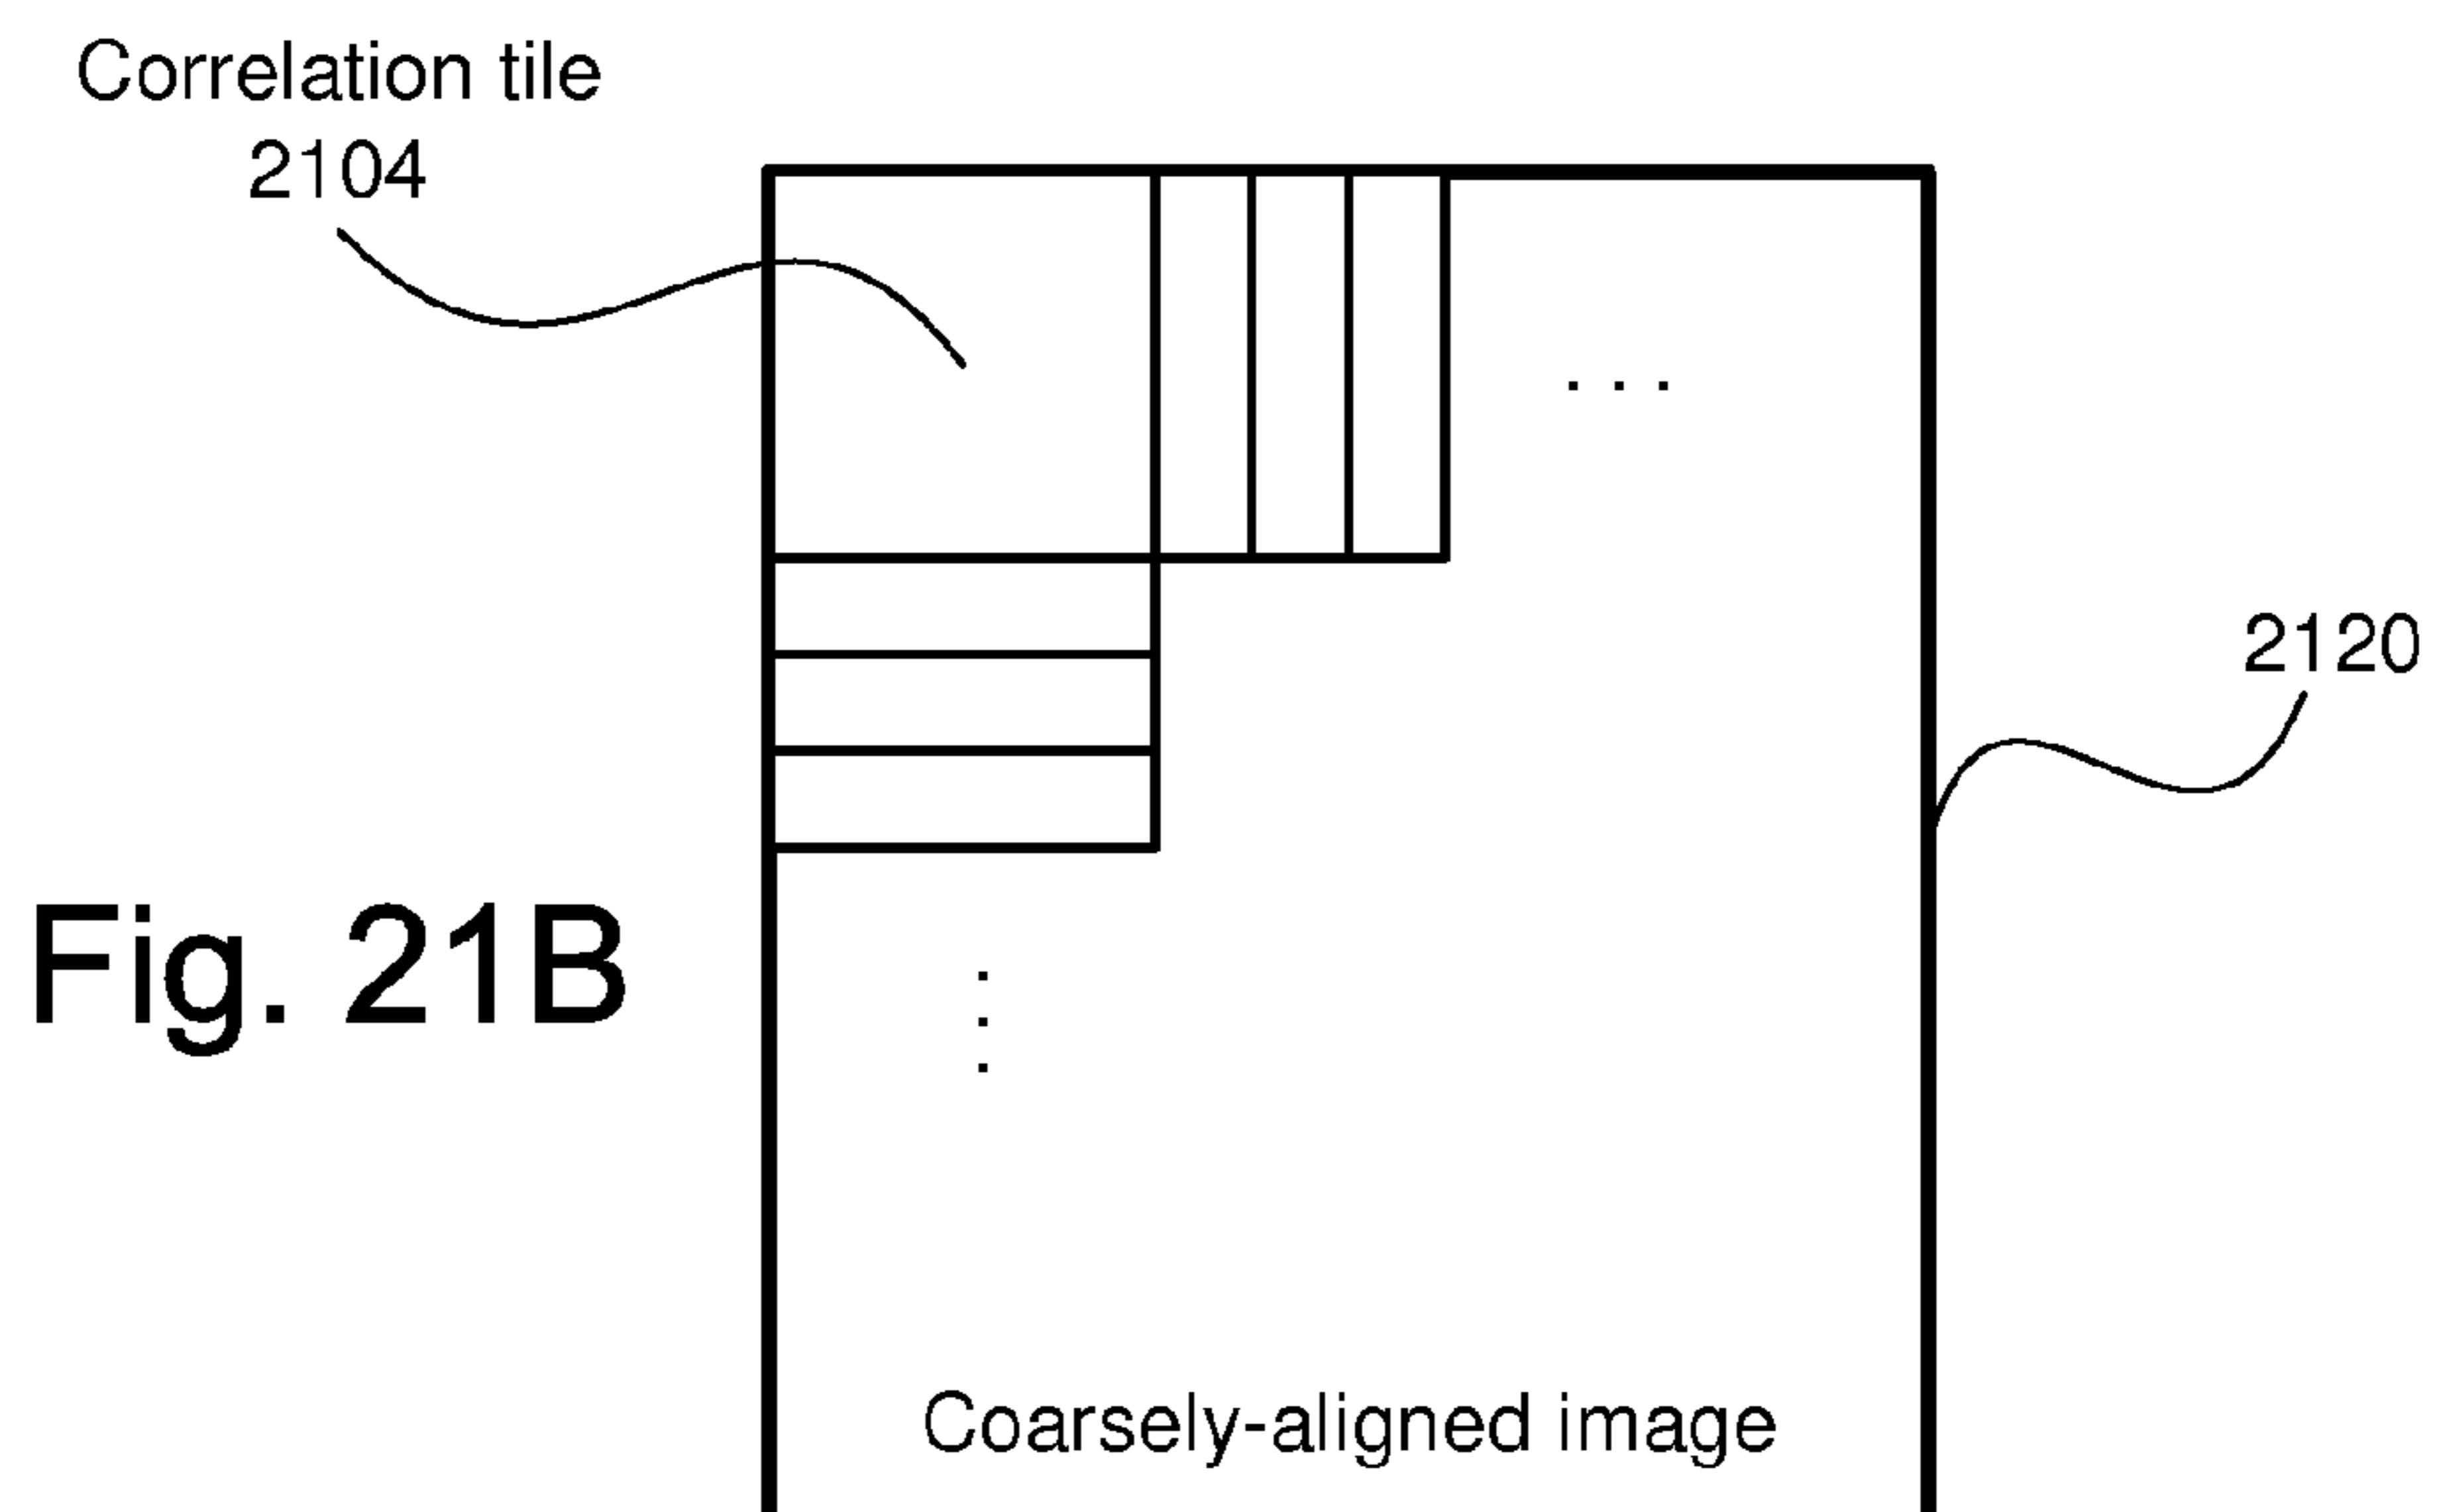 Correlation tile
2104
. . .
2120
Fig. 21B
Coarsely-aligned image